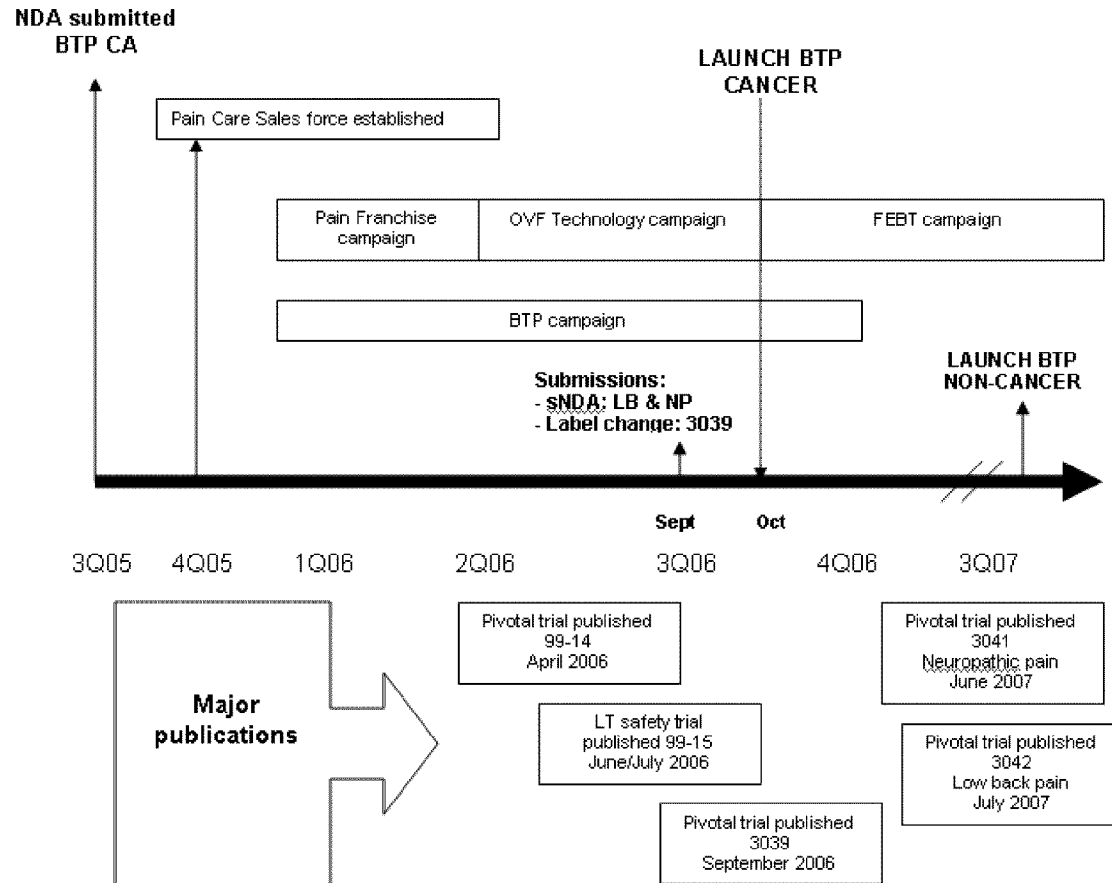 NDA submitted
BTP CA
LAUNCH BTP
CANCER
Pain Care Sales force established
Pain Franchise
campaign
OVF Technology campaign
FEBT campaign
BTP campaign
LAUNCH BTP
NON-CANCER
Submissions:
- sNDA: LB & NP
- Label change: 3039
Sept
Oct
3Q05
4Q05
1Q06
2Q06
3Q06
4Q06
3Q07
Major
publications
Pivotal trial published
99-14
April 2006
LT safety trial
published 99-15
June/July 2006
Pivotal trial published
3039
September 2006
Pivotal trial published
3041
Neuropathic pain
June 2007
Pivotal trial published
3042
Low back pain
July 2007